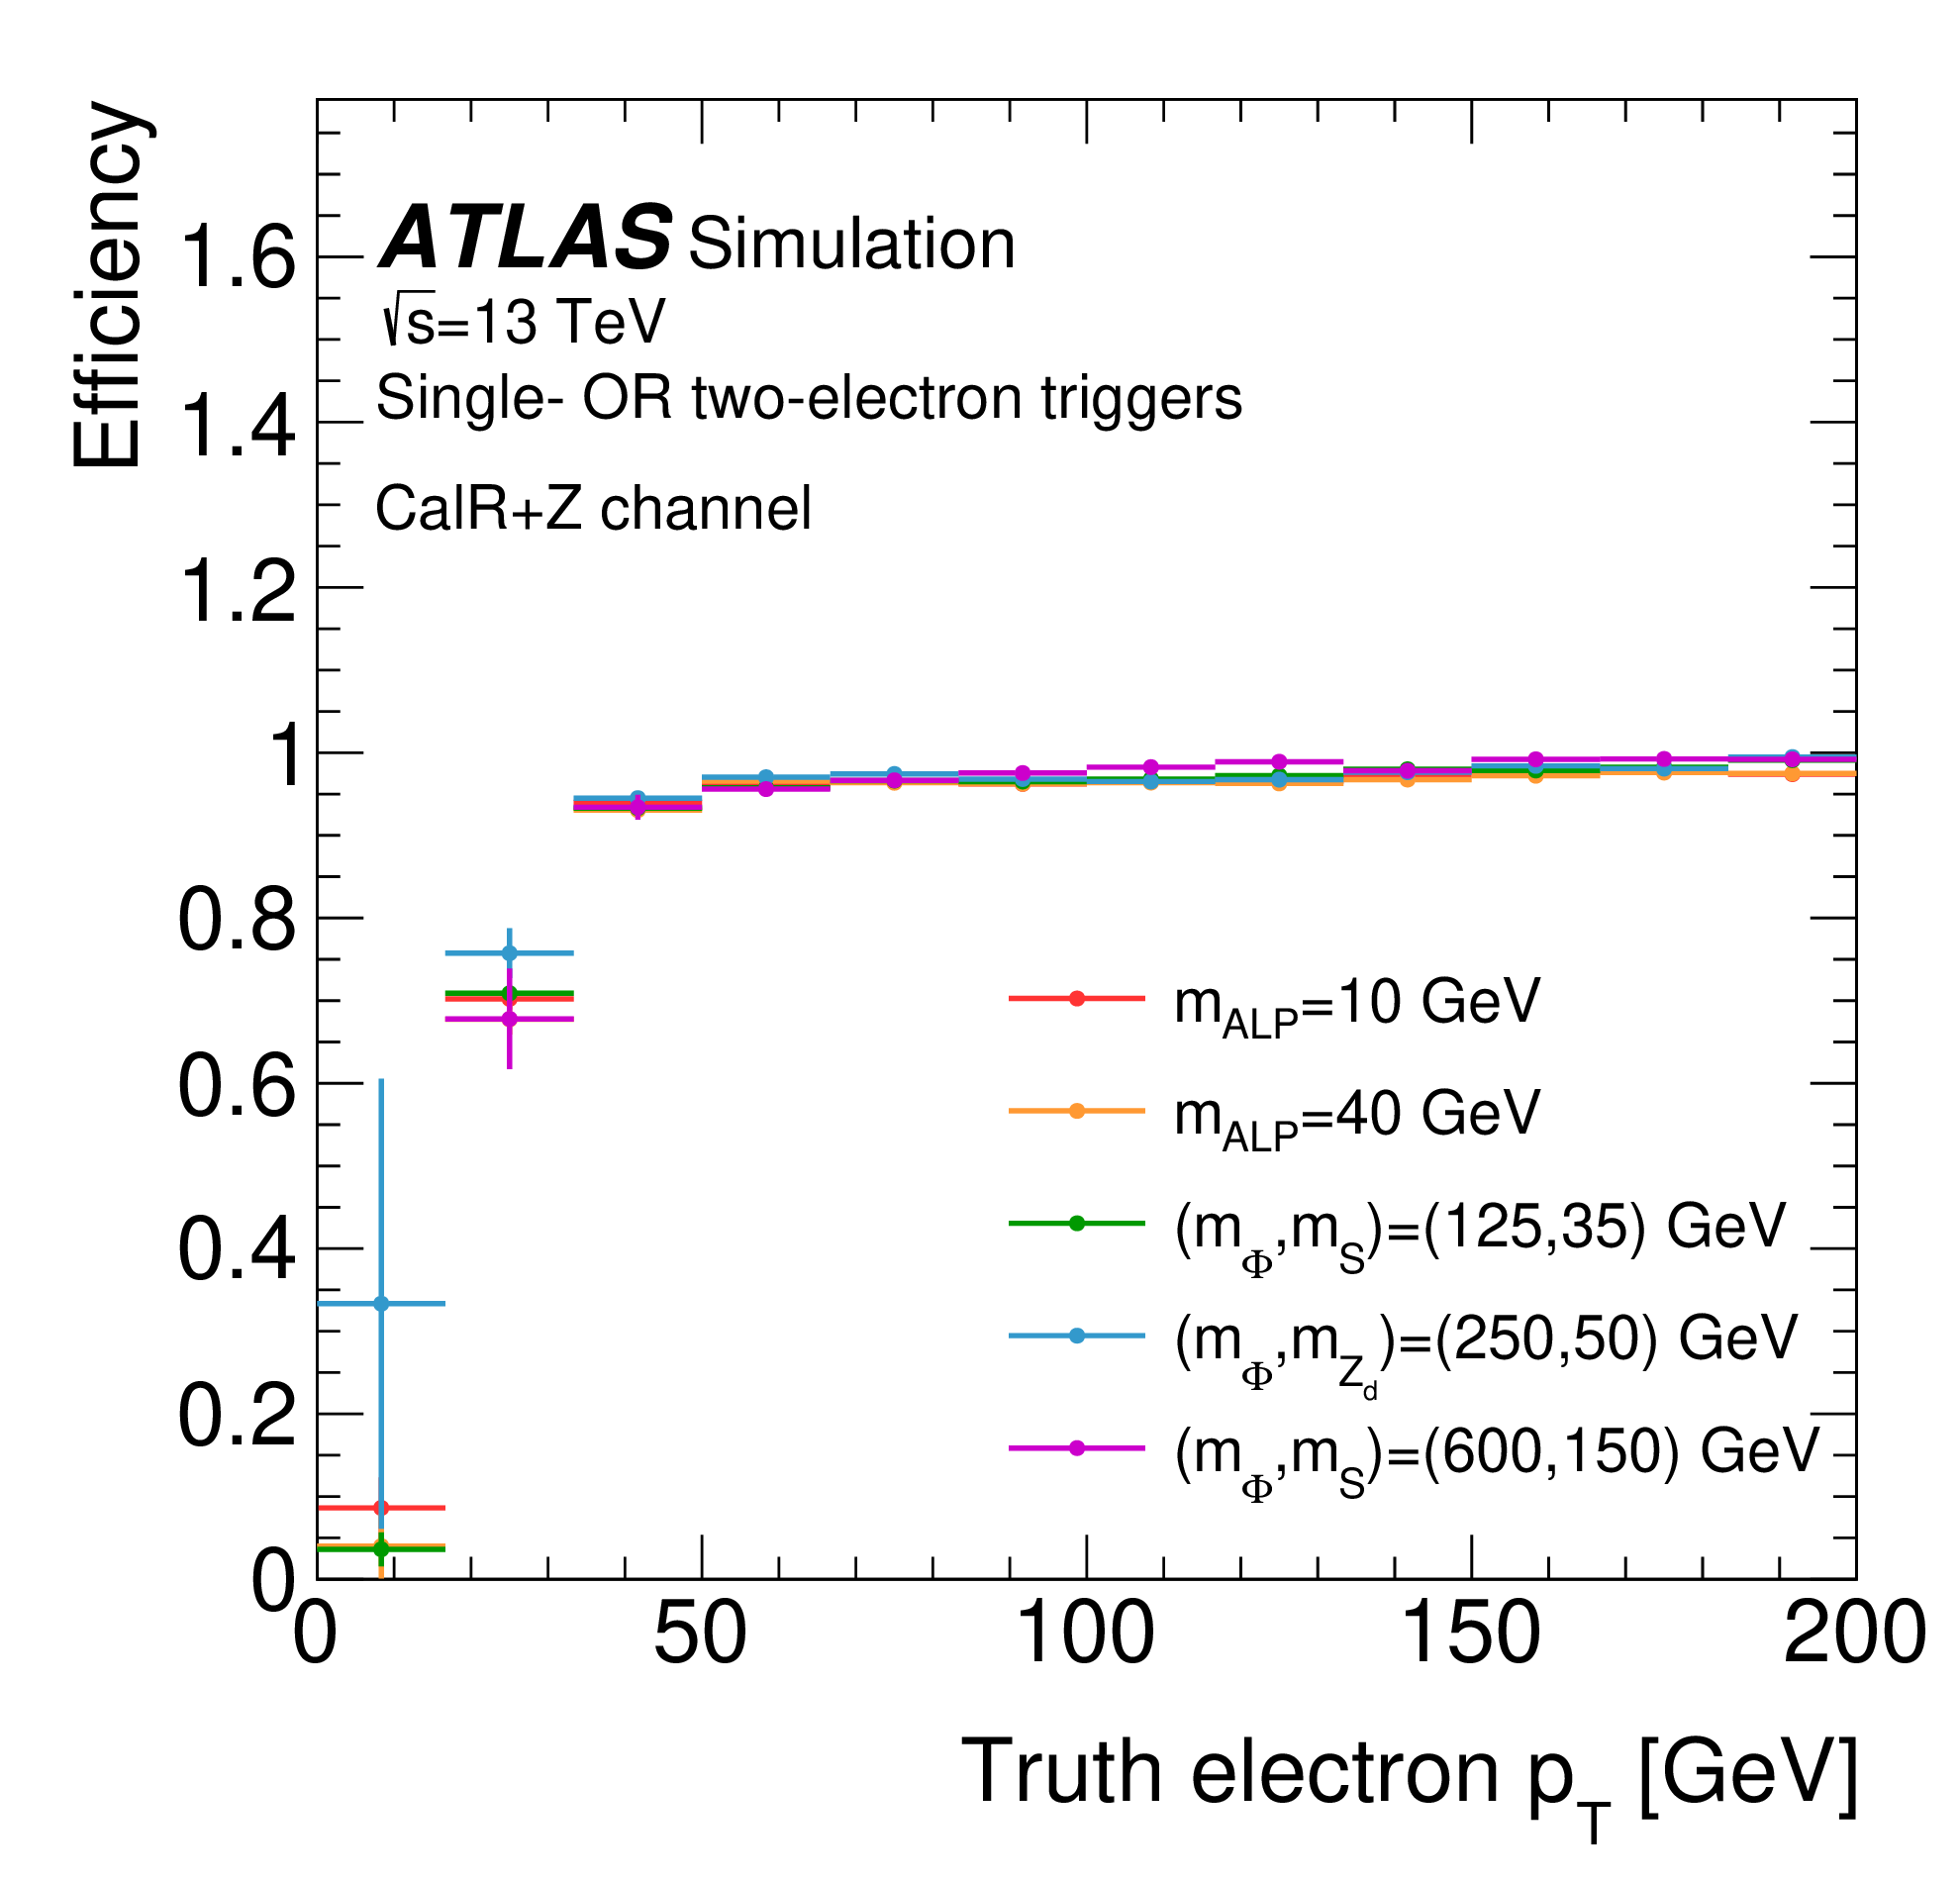 Efficiency
1.6
1.4
1.2
1
0.8
0.6
0.4
0.2
0
ATLAS Simulation
√s=13 TeV
Single- OR two-electron triggers
CalR+Z channel
m_ALP=10 GeV
m_ALP=40 GeV
(m_Φ,m_S)=(125,35) GeV
(m_Φ,m_Z_d)=(250,50) GeV
(m_Φ,m_S)=(600,150) GeV
0 50 100 150 200
Truth electron p_T [GeV]